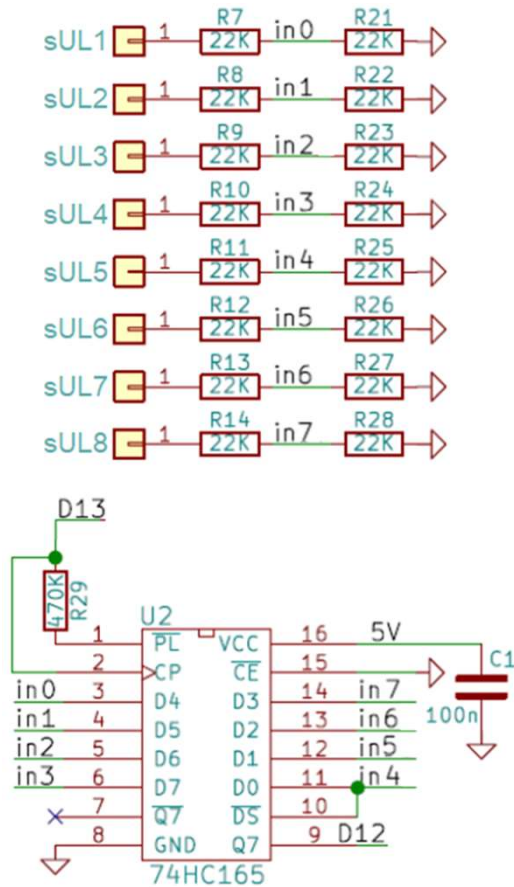 R7 R21
sUL1 1 22K in0 22K
R8 R22
sUL2 1 22K in1 22K
R9 R23
sUL3 1 22K in2 22K
R10 R24
sUL4 1 22K in3 22K
R11 R25
sUL5 1 22K in4 22K
R12 R26
sUL6 1 22K in5 22K
R13 R27
sUL7 1 22K in6 22K
R14 R28
sUL8 1 22K in7 22K
D13
470K
R29
U2
1 PL VCC 16 5V
2 CP CE 15
C1
100n
in0 3 D4 D3 14 in7
in1 4 D5 D2 13 in6
in2 5 D6 D1 12 in5
in3 6 D7 D0 11 in4
7 Q7 DS 10
8 GND Q7 9 D12
74HC165